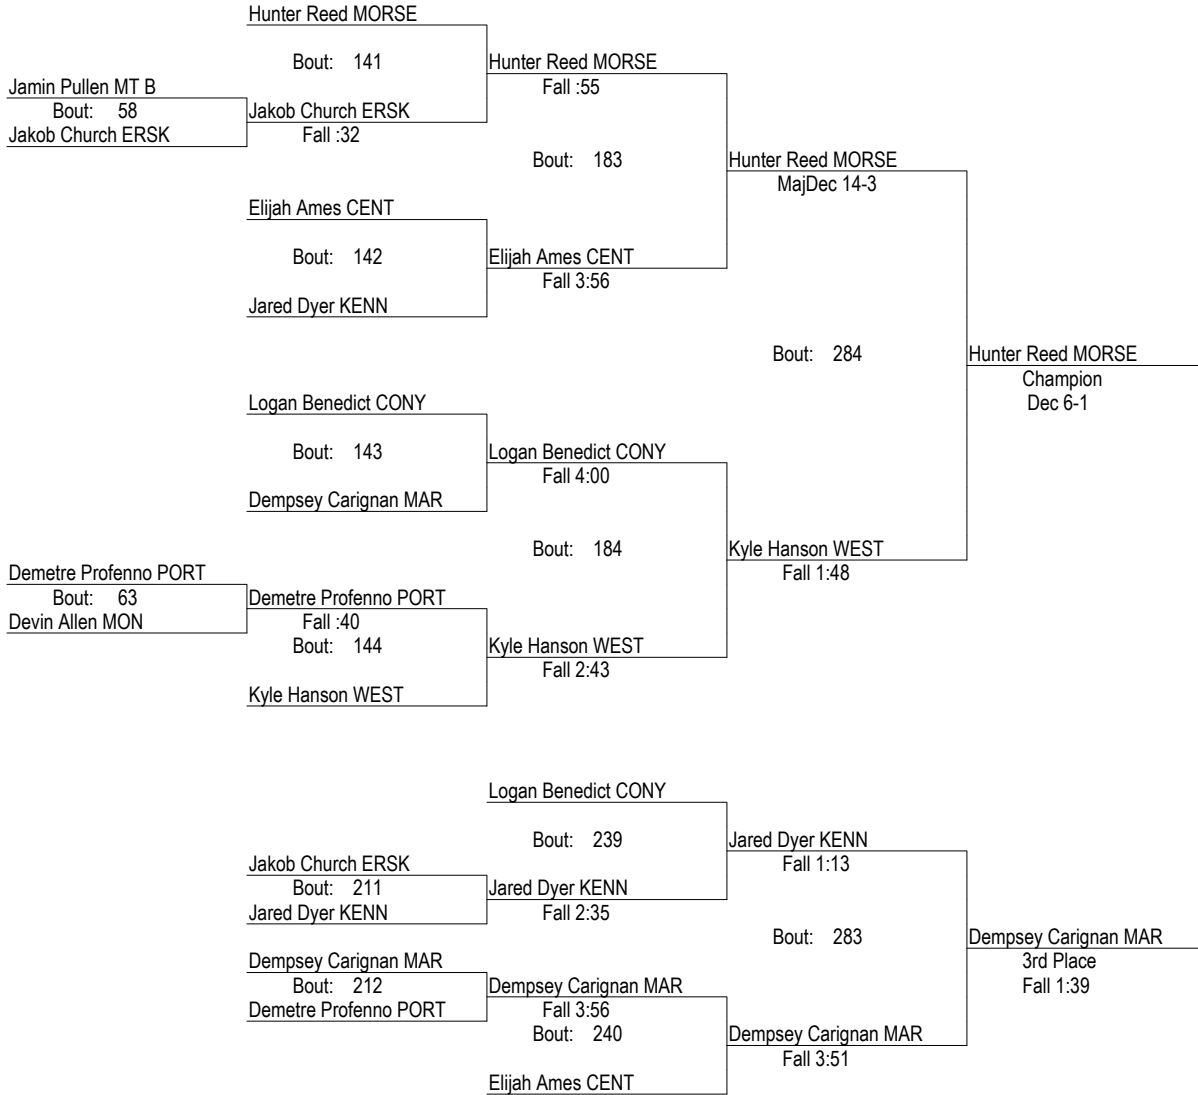 Hunter Reed MORSE
Bout: 141
Hunter Reed MORSE
Fall :55
Jamin Pullen MT B
Bout: 58
Jakob Church ERSK
Jakob Church ERSK
Fall :32
Bout: 183
Hunter Reed MORSE
MajDec 14-3
Elijah Ames CENT
Bout: 142
Elijah Ames CENT
Fall 3:56
Jared Dyer KENN
Bout: 284
Hunter Reed MORSE
Champion
Dec 6-1
Logan Benedict CONY
Bout: 143
Logan Benedict CONY
Fall 4:00
Dempsey Carignan MAR
Bout: 184
Kyle Hanson WEST
Fall 1:48
Demetre Profenno PORT
Bout: 63
Devin Allen MON
Demetre Profenno PORT
Fall :40
Bout: 144
Kyle Hanson WEST
Fall 2:43
Kyle Hanson WEST
Logan Benedict CONY
Bout: 239
Jared Dyer KENN
Fall 1:13
Jakob Church ERSK
Bout: 211
Jared Dyer KENN
Jared Dyer KENN
Fall 2:35
Bout: 283
Dempsey Carignan MAR
3rd Place
Fall 1:39
Dempsey Carignan MAR
Bout: 212
Demetre Profenno PORT
Dempsey Carignan MAR
Fall 3:56
Bout: 240
Dempsey Carignan MAR
Fall 3:51
Elijah Ames CENT